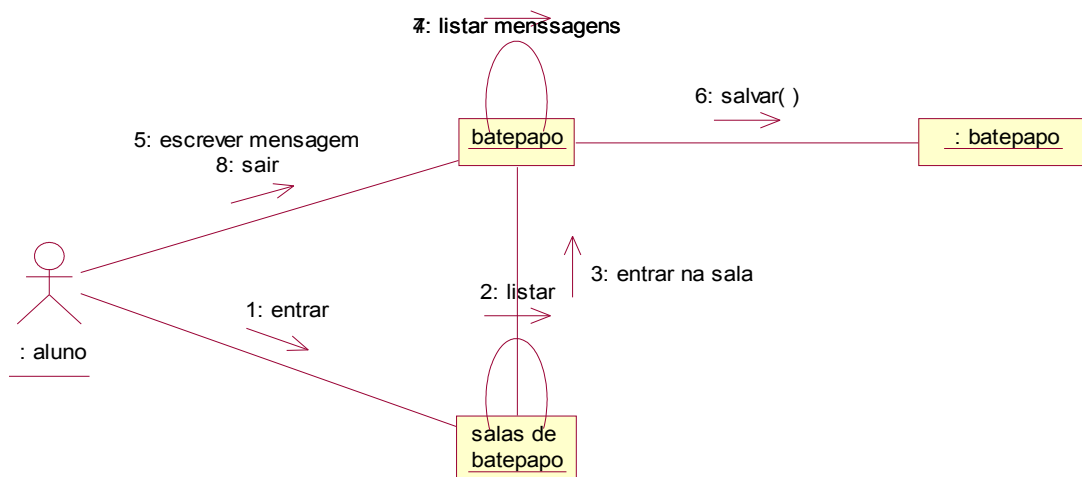 4: listar menssagens
7: listar menssagens
6: salvar( )
5: escrever mensagem
8: sair
batepapo
: batepapo
3: entrar na sala
2: listar
1: entrar
: aluno
salas de
batepapo